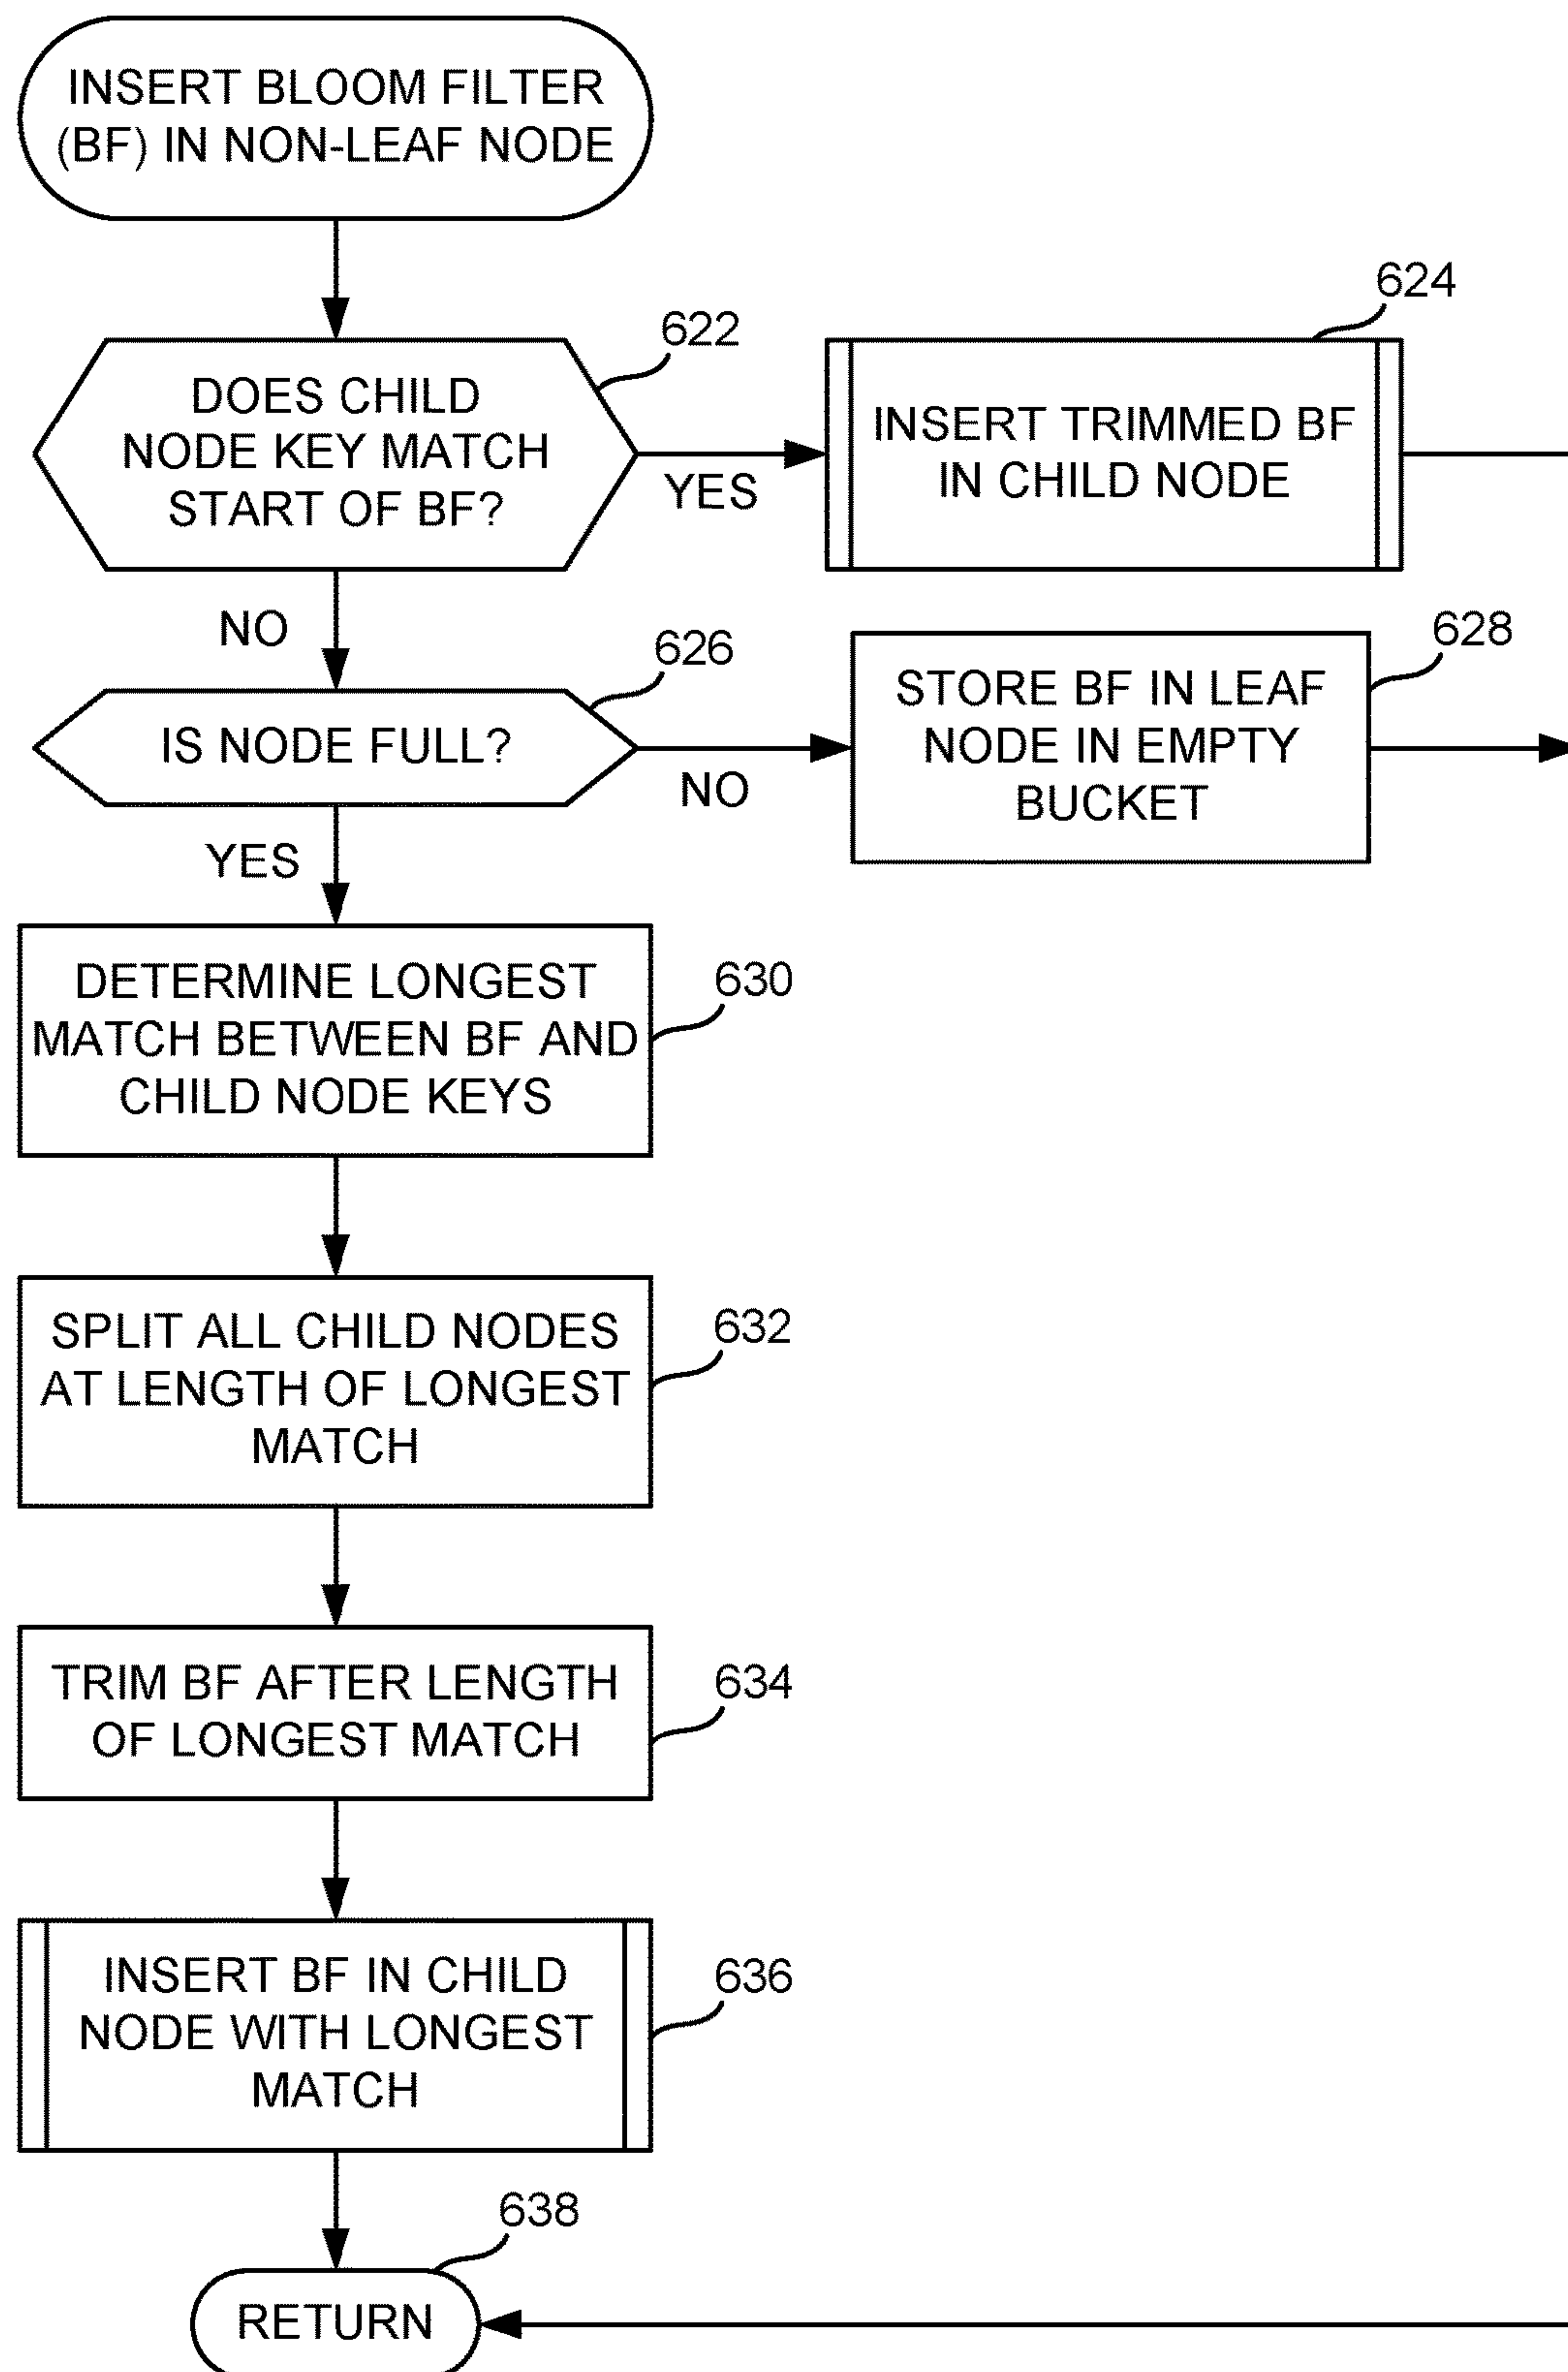 INSERT BLOOM FILTER
(BF) IN NON-LEAF NODE
622
DOES CHILD
NODE KEY MATCH
START OF BF?
YES
624
INSERT TRIMMED BF
IN CHILD NODE
NO
626
IS NODE FULL?
NO
628
STORE BF IN LEAF
NODE IN EMPTY
BUCKET
YES
630
DETERMINE LONGEST
MATCH BETWEEN BF AND
CHILD NODE KEYS
632
SPLIT ALL CHILD NODES
AT LENGTH OF LONGEST
MATCH
634
TRIM BF AFTER LENGTH
OF LONGEST MATCH
636
INSERT BF IN CHILD
NODE WITH LONGEST
MATCH
638
RETURN